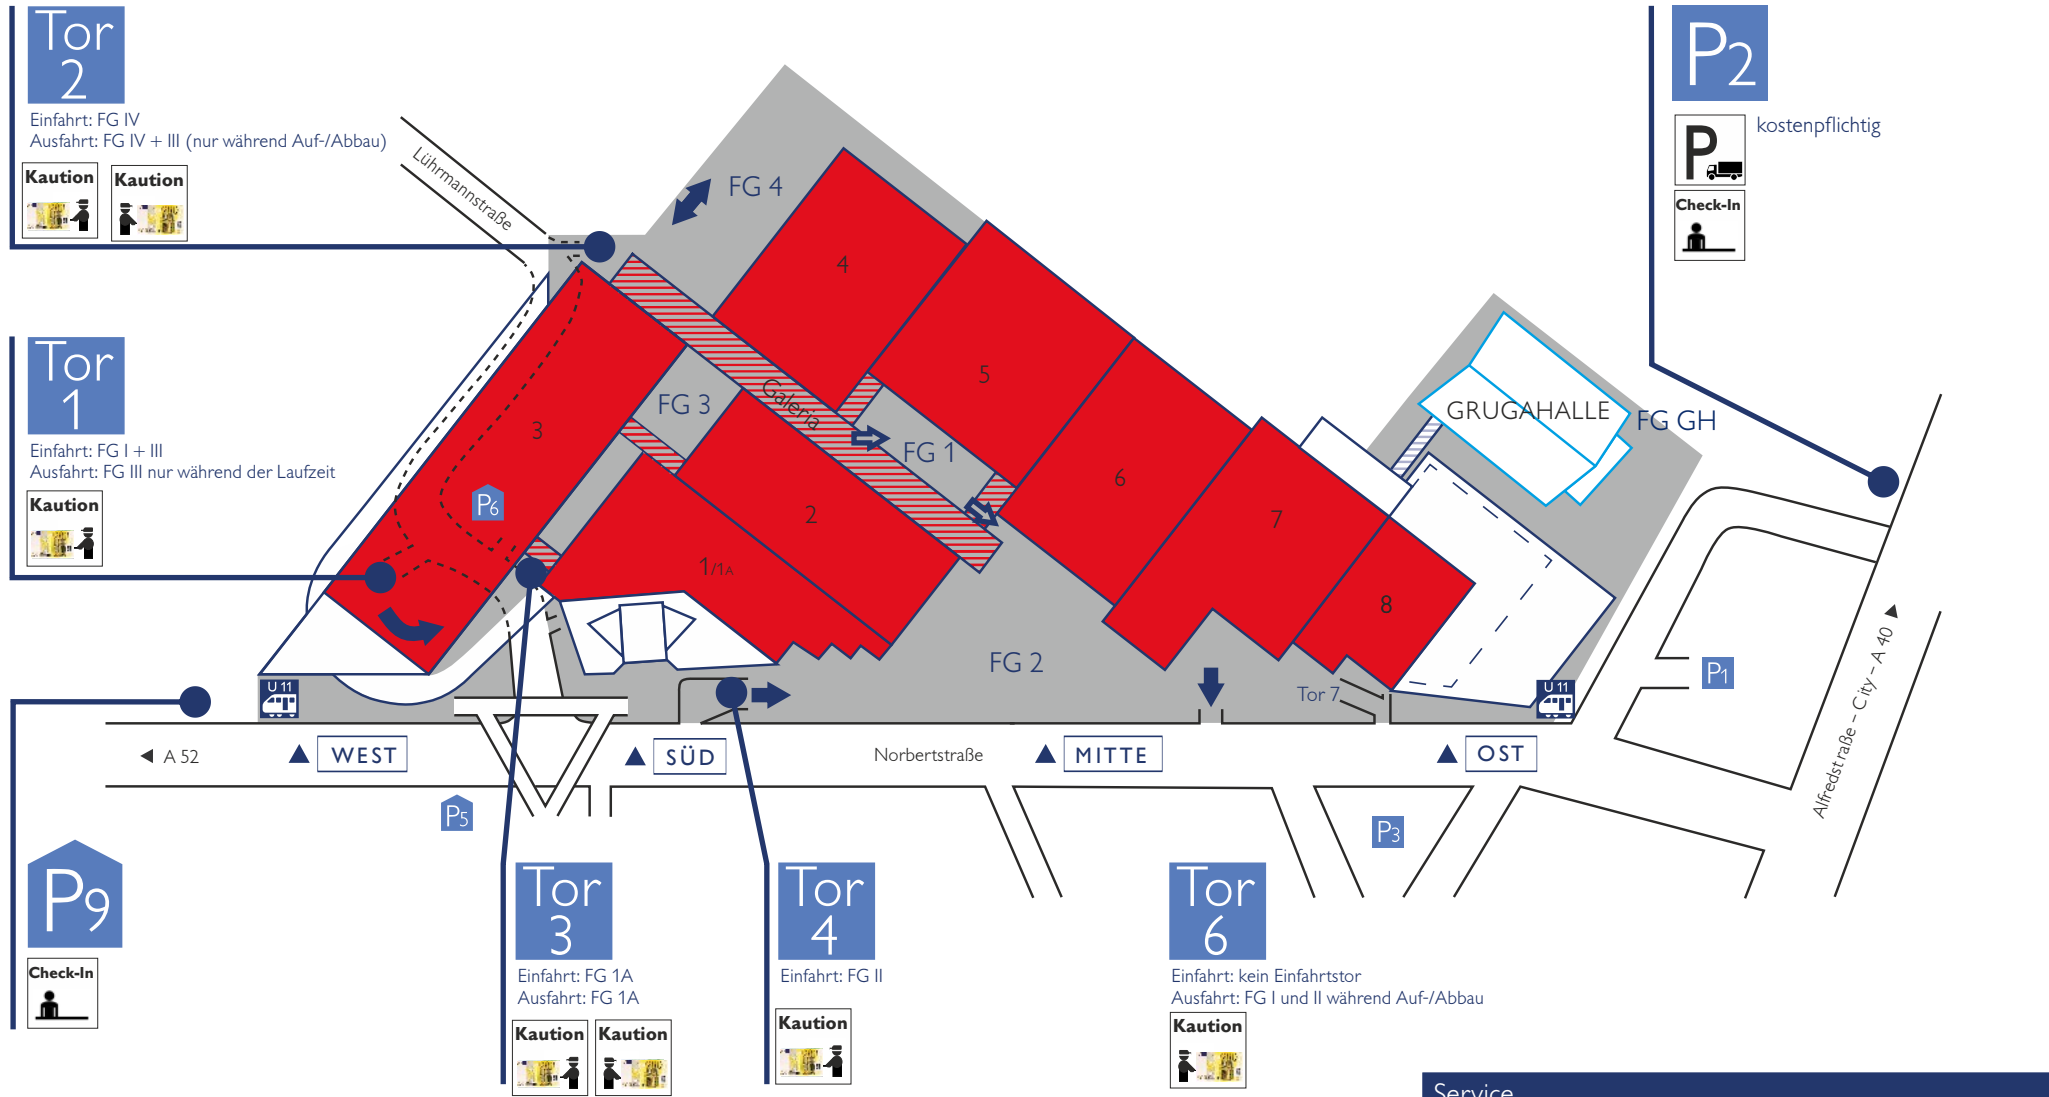 Tor
2
Einfahrt: FG IV
Ausfahrt: FG IV + III (nur während Auf-/Abbau)
Kaution
Kaution
Lührmannstraße
P2
kostenpflichtig
P
Check-In
Tor
1
Einfahrt: FG I + III
Ausfahrt: FG III nur während der Laufzeit
Kaution
FG 4
4
5
3
FG 3
Galeria
FG 1
6
7
8
2
1/1A
P6
GRUGAHALLE
FG GH
FG 2
Tor 7
U 11
U 11
P1
Alfredstraße – City – A 40
A 52
WEST
SÜD
Norbertstraße
MITTE
OST
P5
P3
P9
Check-In
Tor
3
Einfahrt: FG 1A
Ausfahrt: FG 1A
Kaution
Kaution
Tor
4
Einfahrt: FG II
Kaution
Tor
6
Einfahrt: kein Einfahrtstor
Ausfahrt: FG I und II während Auf-/Abbau
Kaution
Service